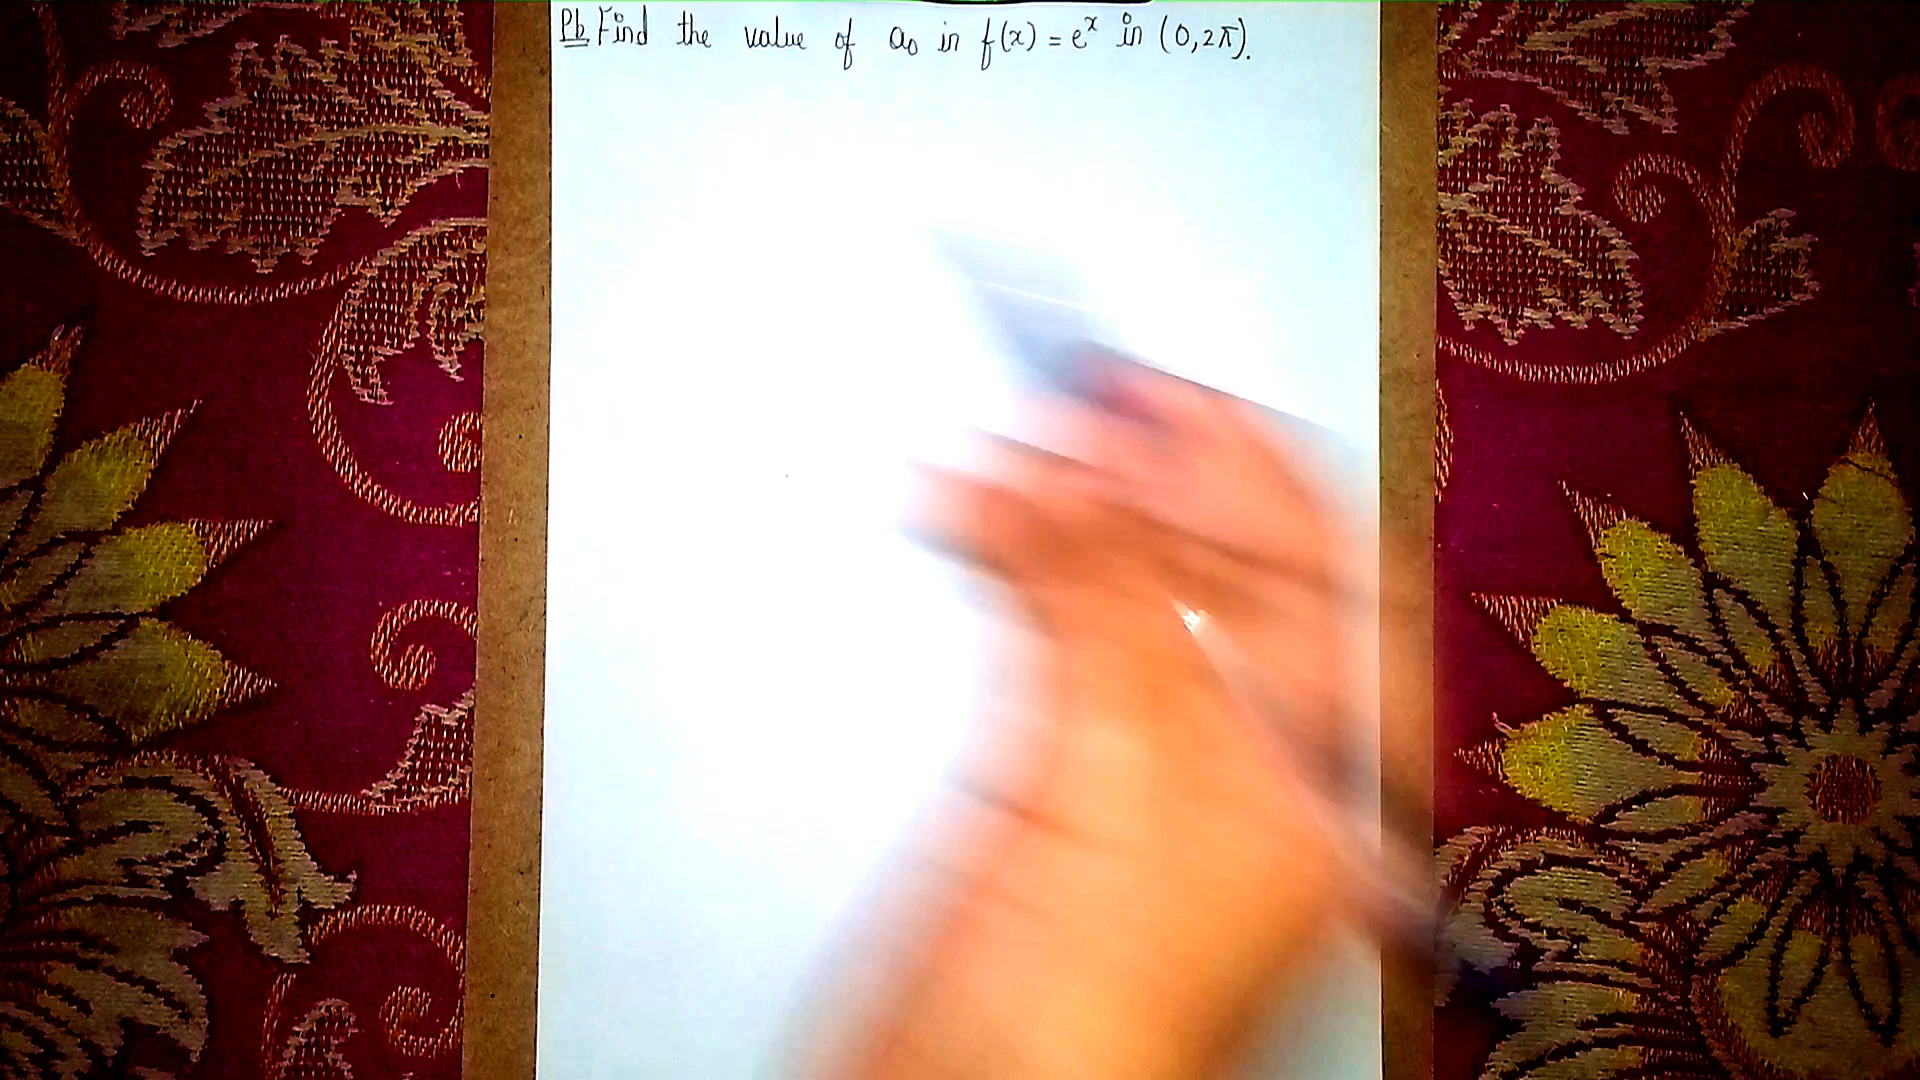 Pb Find the value of a₀ in f(x) = eˣ in (0, 2π).